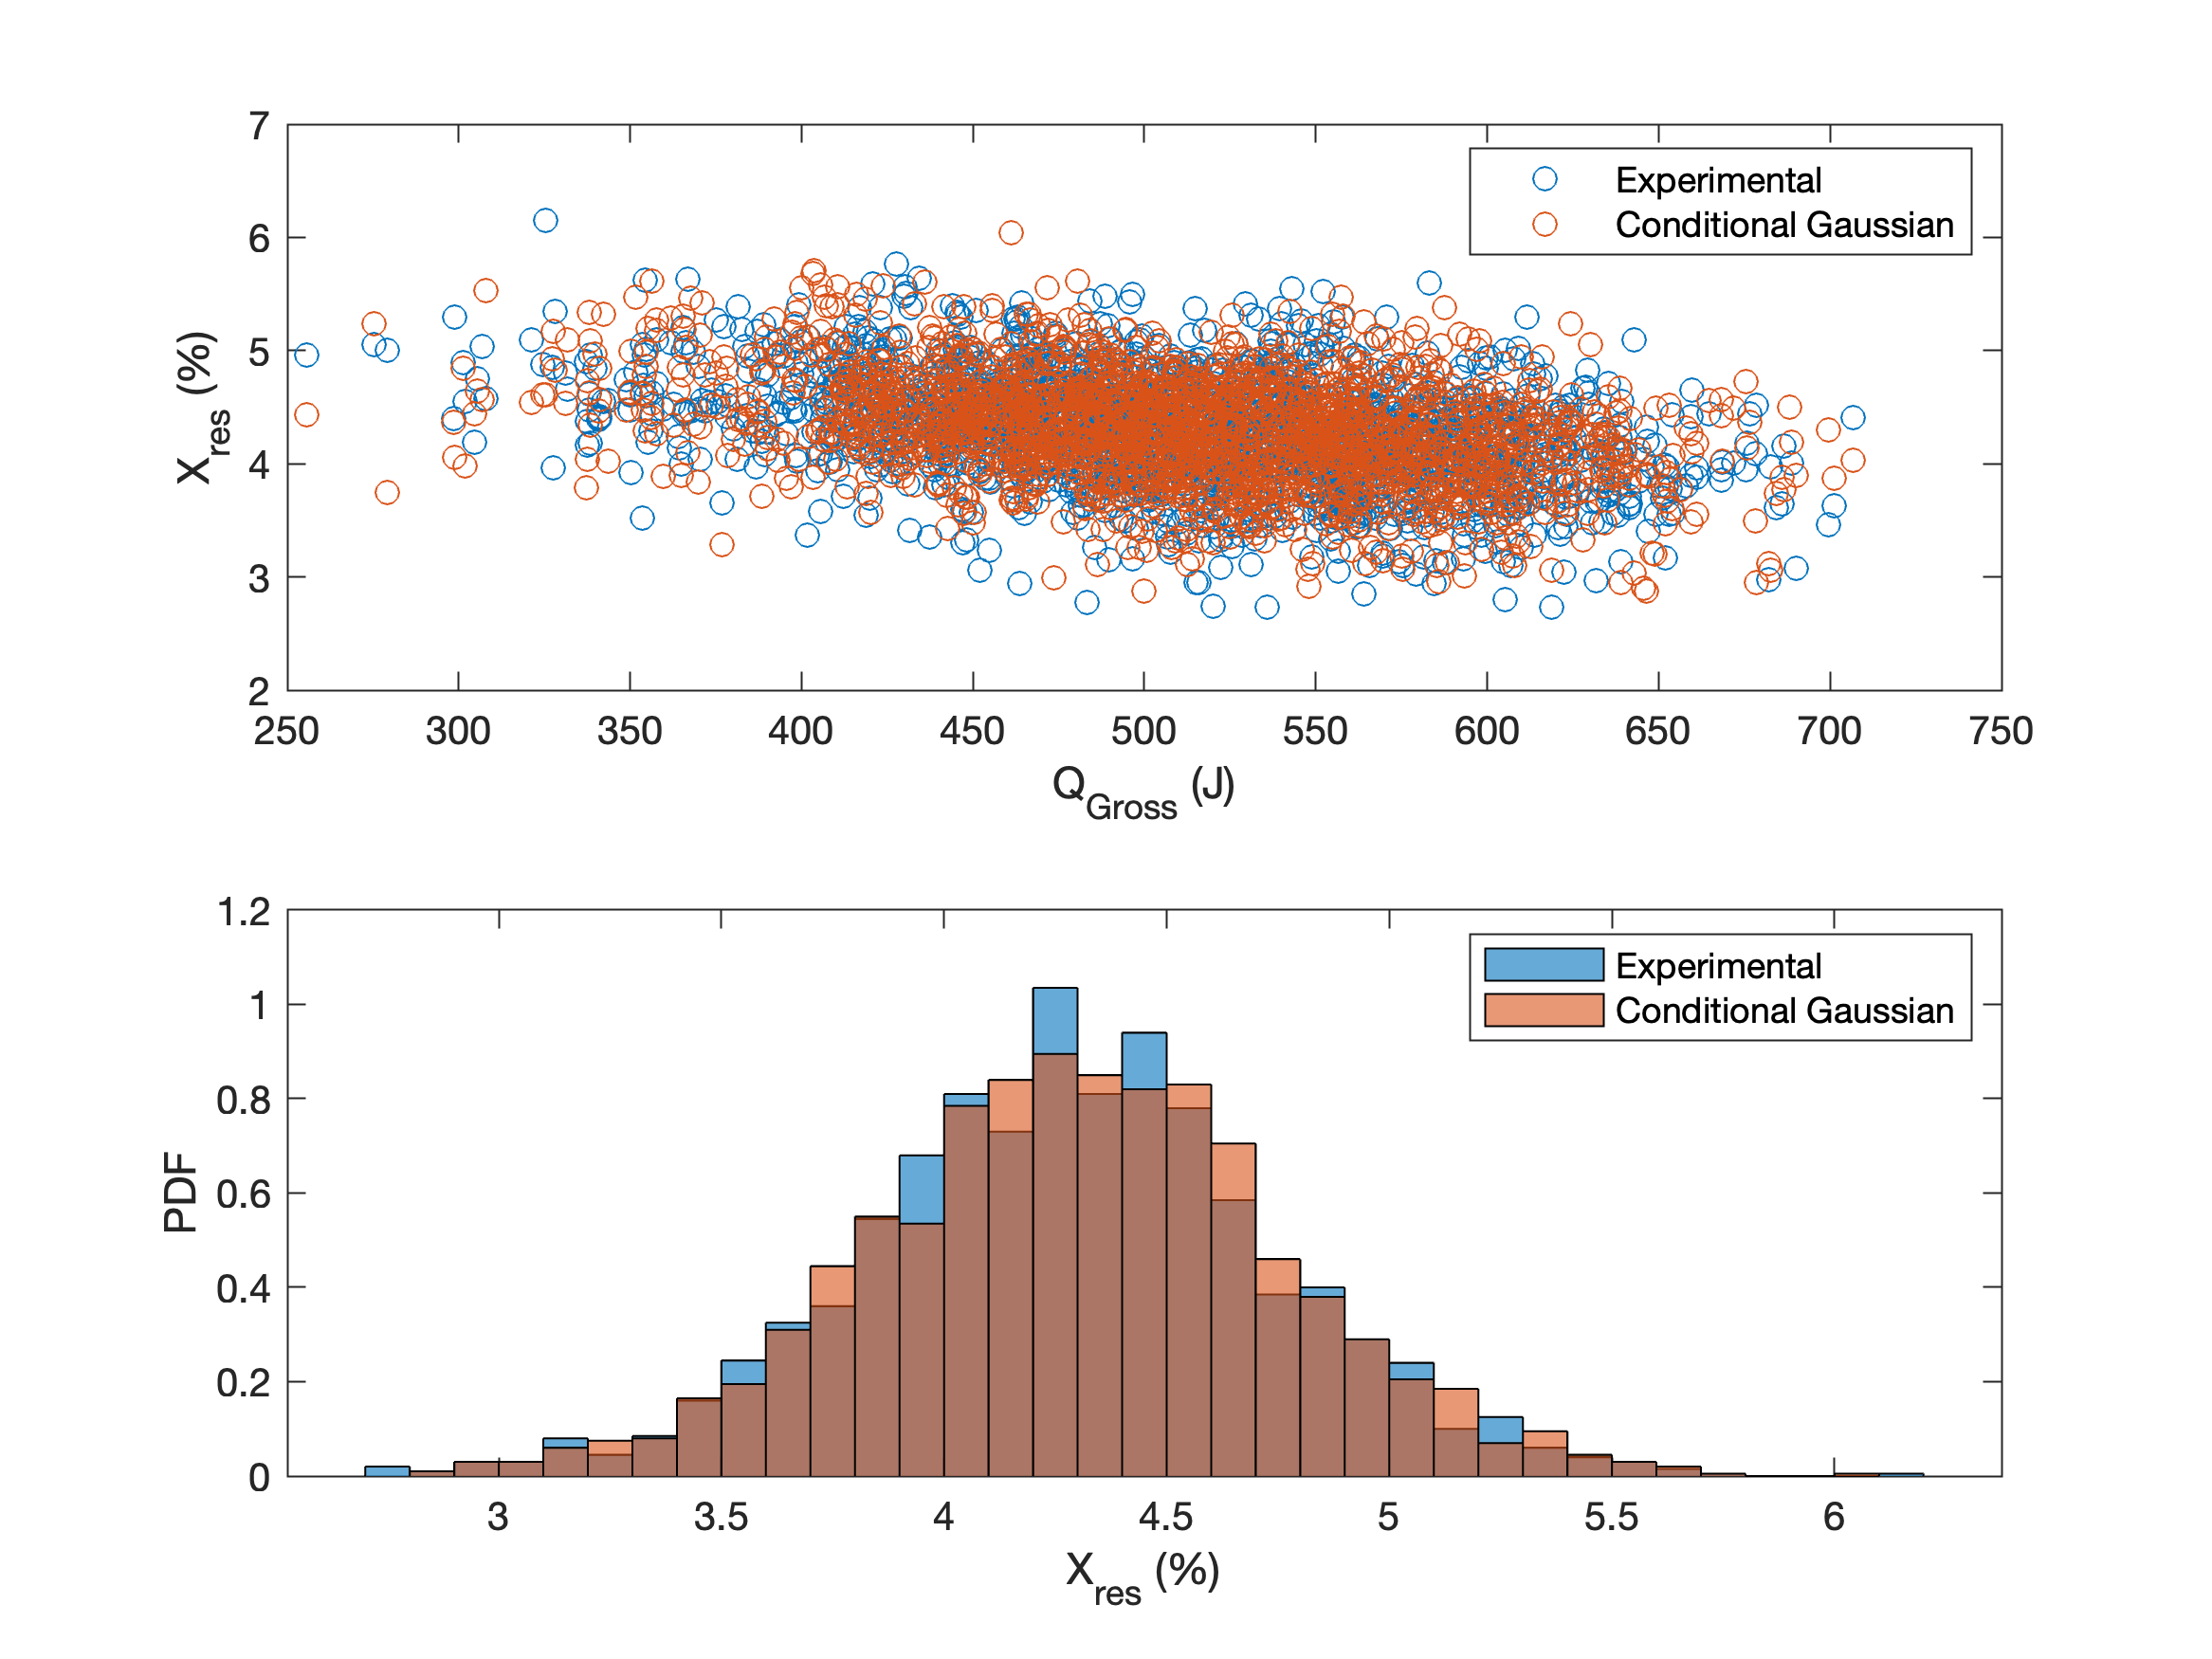 7
6
5
4
3
2
X_res (%)
Experimental
Conditional Gaussian
250 300 350 400 450 500 550 600 650 700 750
Q_Gross (J)
1.2
1
0.8
0.6
0.4
0.2
0
PDF
Experimental
Conditional Gaussian
3 3.5 4 4.5 5 5.5 6
X_res (%)